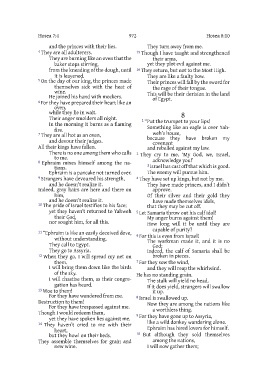 Hosea 7:4
972
Hosea 8:10
and the princes with their lies.
4 They are all adulterers.
They are burning like an oven that the
baker stops stirring,
from the kneading of the dough, until
it is leavened.
5 On the day of our king, the princes made
themselves sick with the heat of
wine.
He joined his hand with mockers.
6 For they have prepared their heart like an
oven,
while they lie in wait.
Their anger smolders all night.
In the morning it burns as a flaming
fire.
7 They are all hot as an oven,
and devour their judges.
All their kings have fallen.
There is no one among them who calls
to me.
8 Ephraim mixes himself among the na-
tions.
Ephraim is a pancake not turned over.
9 Strangers have devoured his strength,
and he doesn't realize it.
Indeed, gray hairs are here and there on
him,
and he doesn't realize it.
10 The pride of Israel testifies to his face;
yet they haven't returned to Yahweh
their God,
nor sought him, for all this.
11 "Ephraim is like an easily deceived dove,
without understanding.
They call to Egypt.
They go to Assyria.
12 When they go, I will spread my net on
them.
I will bring them down like the birds
of the sky.
I will chastise them, as their congre-
gation has heard.
13 Woe to them!
For they have wandered from me.
Destruction to them!
For they have trespassed against me.
Though I would redeem them,
yet they have spoken lies against me.
14 They haven't cried to me with their
heart,
but they howl on their beds.
They assemble themselves for grain and
new wine.
They turn away from me.
15 Though I have taught and strengthened
their arms,
yet they plot evil against me.
16 They return, but not to the Most High.
They are like a faulty bow.
Their princes will fall by the sword for
the rage of their tongue.
This will be their derision in the land
of Egypt.
8
1 "Put the trumpet to your lips!
Something like an eagle is over Yah-
weh's house,
because they have broken my
covenant
and rebelled against my law.
2 They cry to me, 'My God, we, Israel,
acknowledge you!'
3 Israel has cast off that which is good.
The enemy will pursue him.
4 They have set up kings, but not by me.
They have made princes, and I didn't
approve.
Of their silver and their gold they
have made themselves idols,
that they may be cut off.
5 Let Samaria throw out his calf idol!
My anger burns against them!
How long will it be until they are
capable of purity?
6 For this is even from Israel!
The workman made it, and it is no
God;
indeed, the calf of Samaria shall be
broken in pieces.
7 For they sow the wind,
and they will reap the whirlwind.
He has no standing grain.
The stalk will yield no head.
If it does yield, strangers will swallow
it up.
8 Israel is swallowed up.
Now they are among the nations like
a worthless thing.
9 For they have gone up to Assyria,
like a wild donkey wandering alone.
Ephraim has hired lovers for himself.
10 But although they sold themselves
among the nations,
I will now gather them;